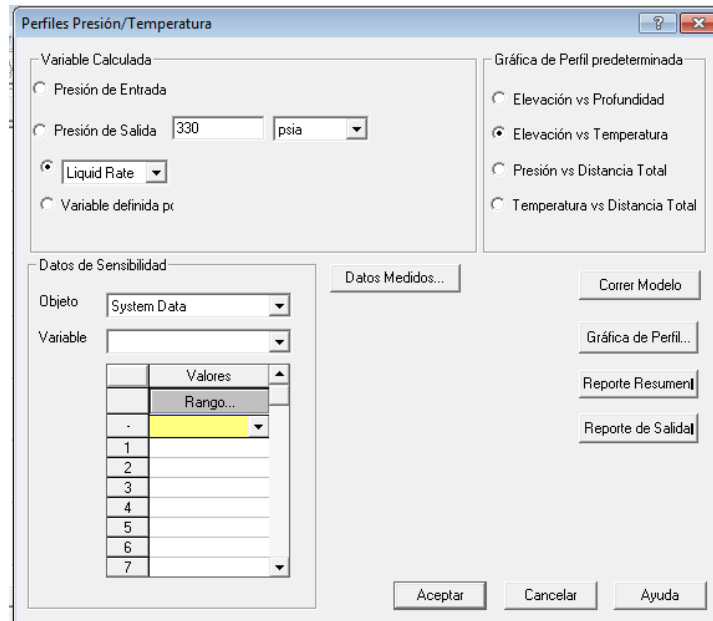 Perfiles Presión/Temperatura
Variable Calculada
Presión de Entrada
Presión de Salida 330 psia
Liquid Rate
Variable definida po
Gráfica de Perfil predeterminada
Elevación vs Profundidad
Elevación vs Temperatura
Presión vs Distancia Total
Temperatura vs Distancia Total
Datos de Sensibilidad
Objeto System Data
Variable
Valores
Rango...
-
1
2
3
4
5
6
7
Datos Medidos...
Correr Modelo
Gráfica de Perfil...
Reporte Resumen
Reporte de Salida
Aceptar Cancelar Ayuda